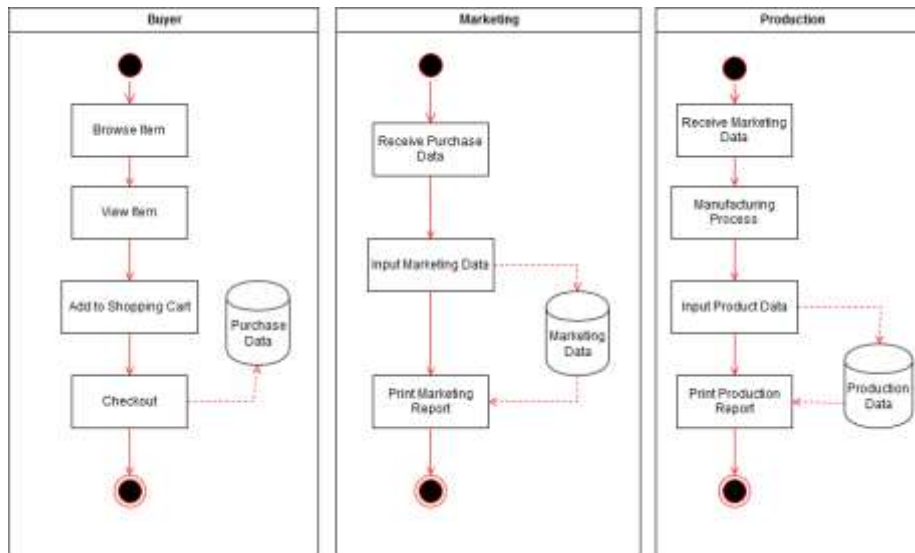 Buyer
Browse Item
View Item
Add to Shopping Cart
Purchase
Data
Checkout
Marketing
Receive Purchase
Data
Input Marketing Data
Marketing
Data
Print Marketing
Report
Production
Receive Marketing
Data
Manufacturing
Process
Input Product Data
Production
Data
Print Production
Report